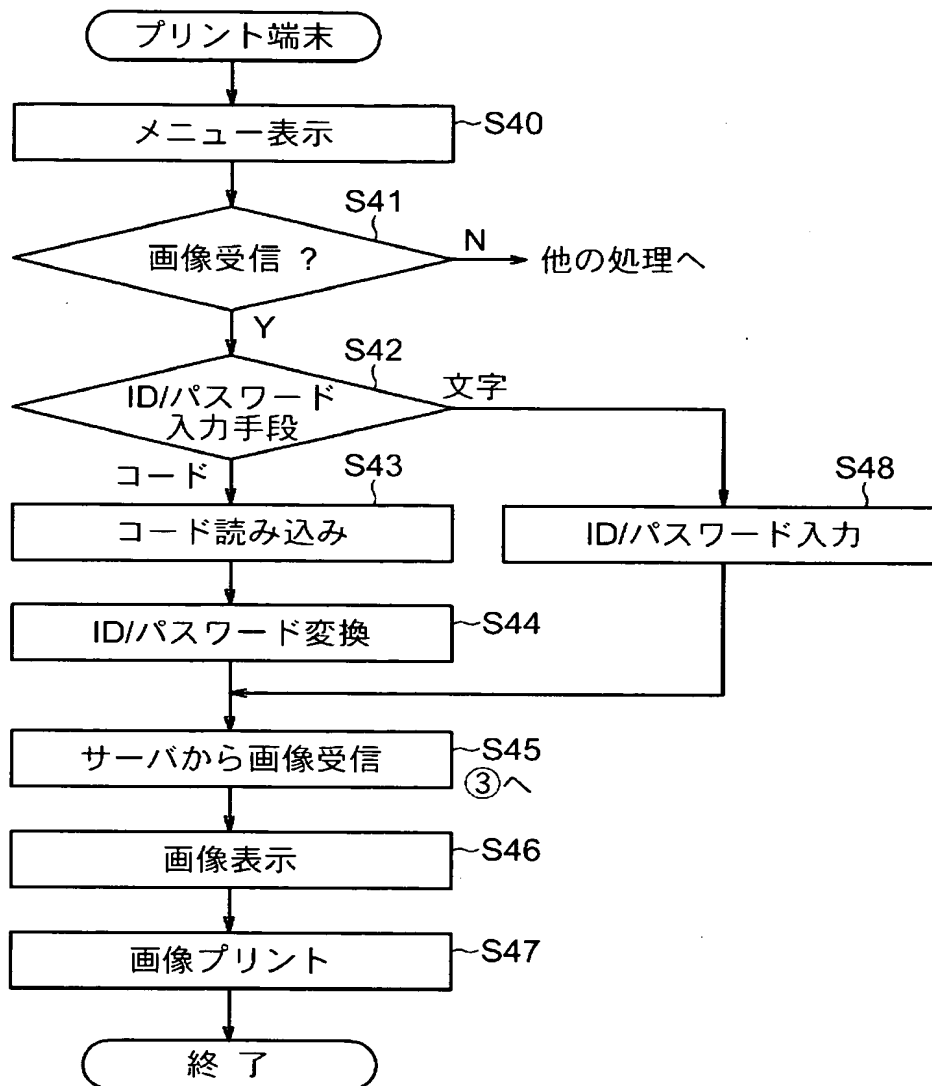 プリント端末
メニュー表示
S40
S41
画像受信 ?
N
他の処理へ
Y
S42
ID/パスワード
入力手段
文字
コード
S43
コード読み込み
S48
ID/パスワード入力
ID/パスワード変換
S44
サーバから画像受信
S45
③へ
画像表示
S46
画像プリント
S47
終 了